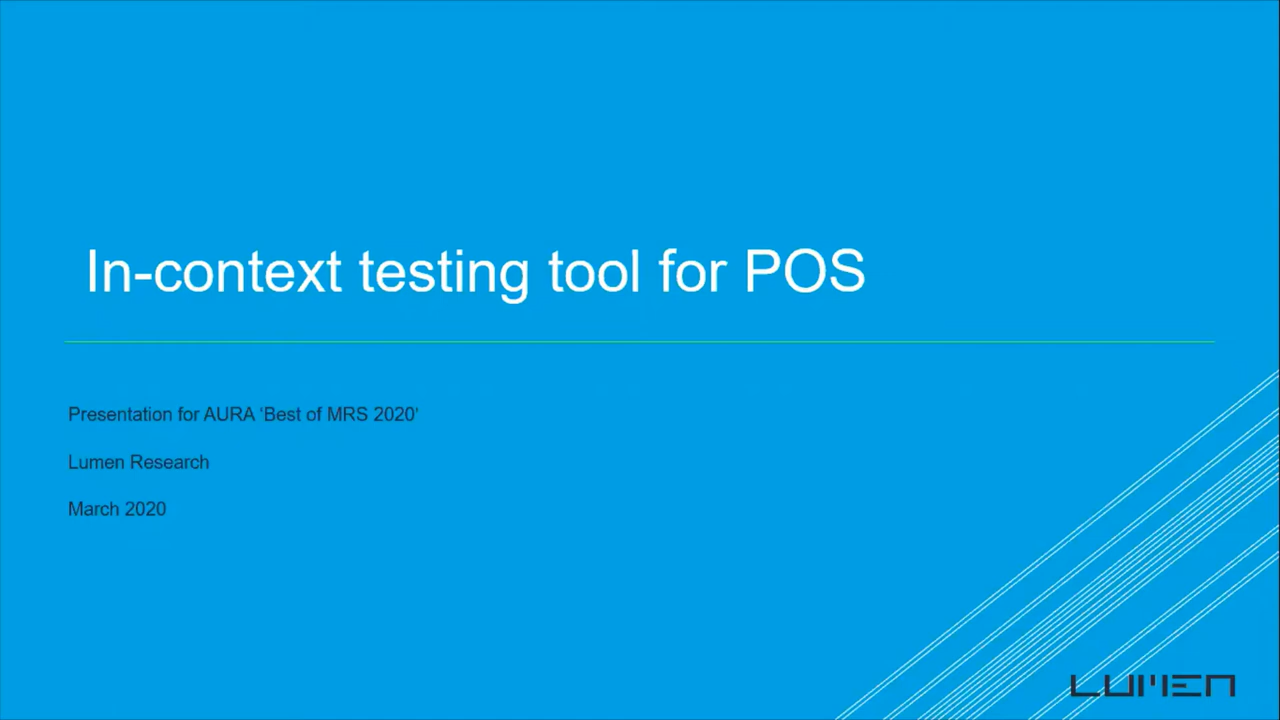 In-context testing tool for POS
Presentation for AURA ‘Best of MRS 2020’
Lumen Research
March 2020
LUMEN